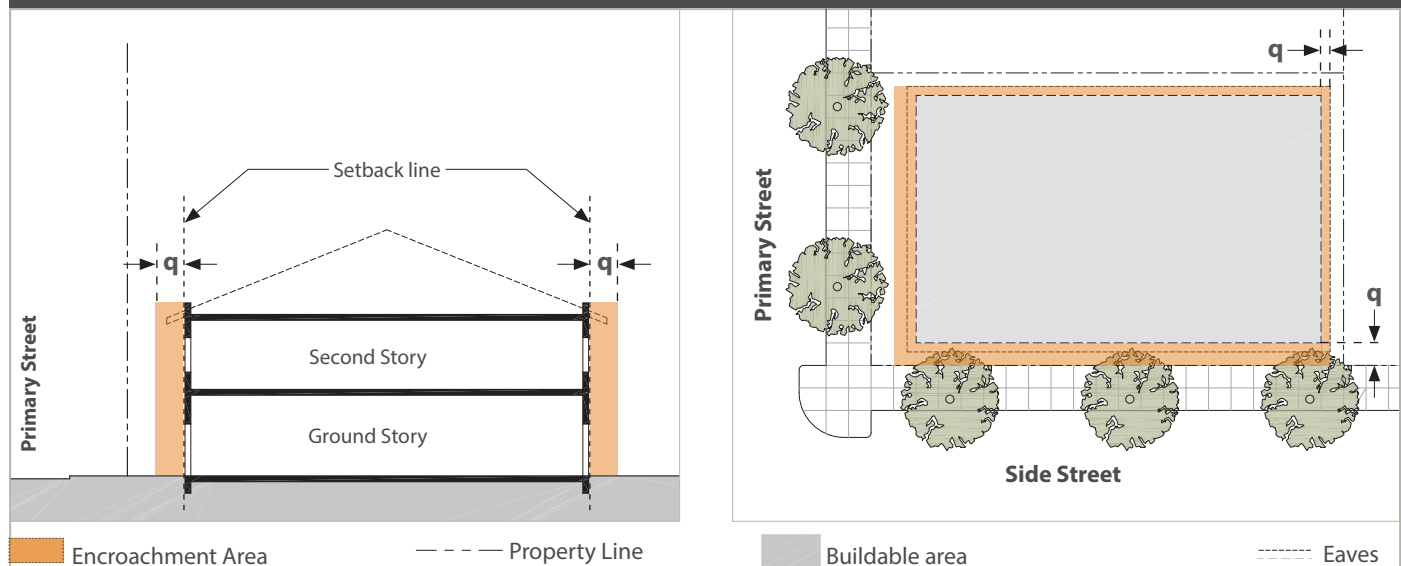 Setback line
q
q
Primary Street
Second Story
Ground Story
q
Primary Street
q
Side Street
Encroachment Area
Property Line
Buildable area
Eaves